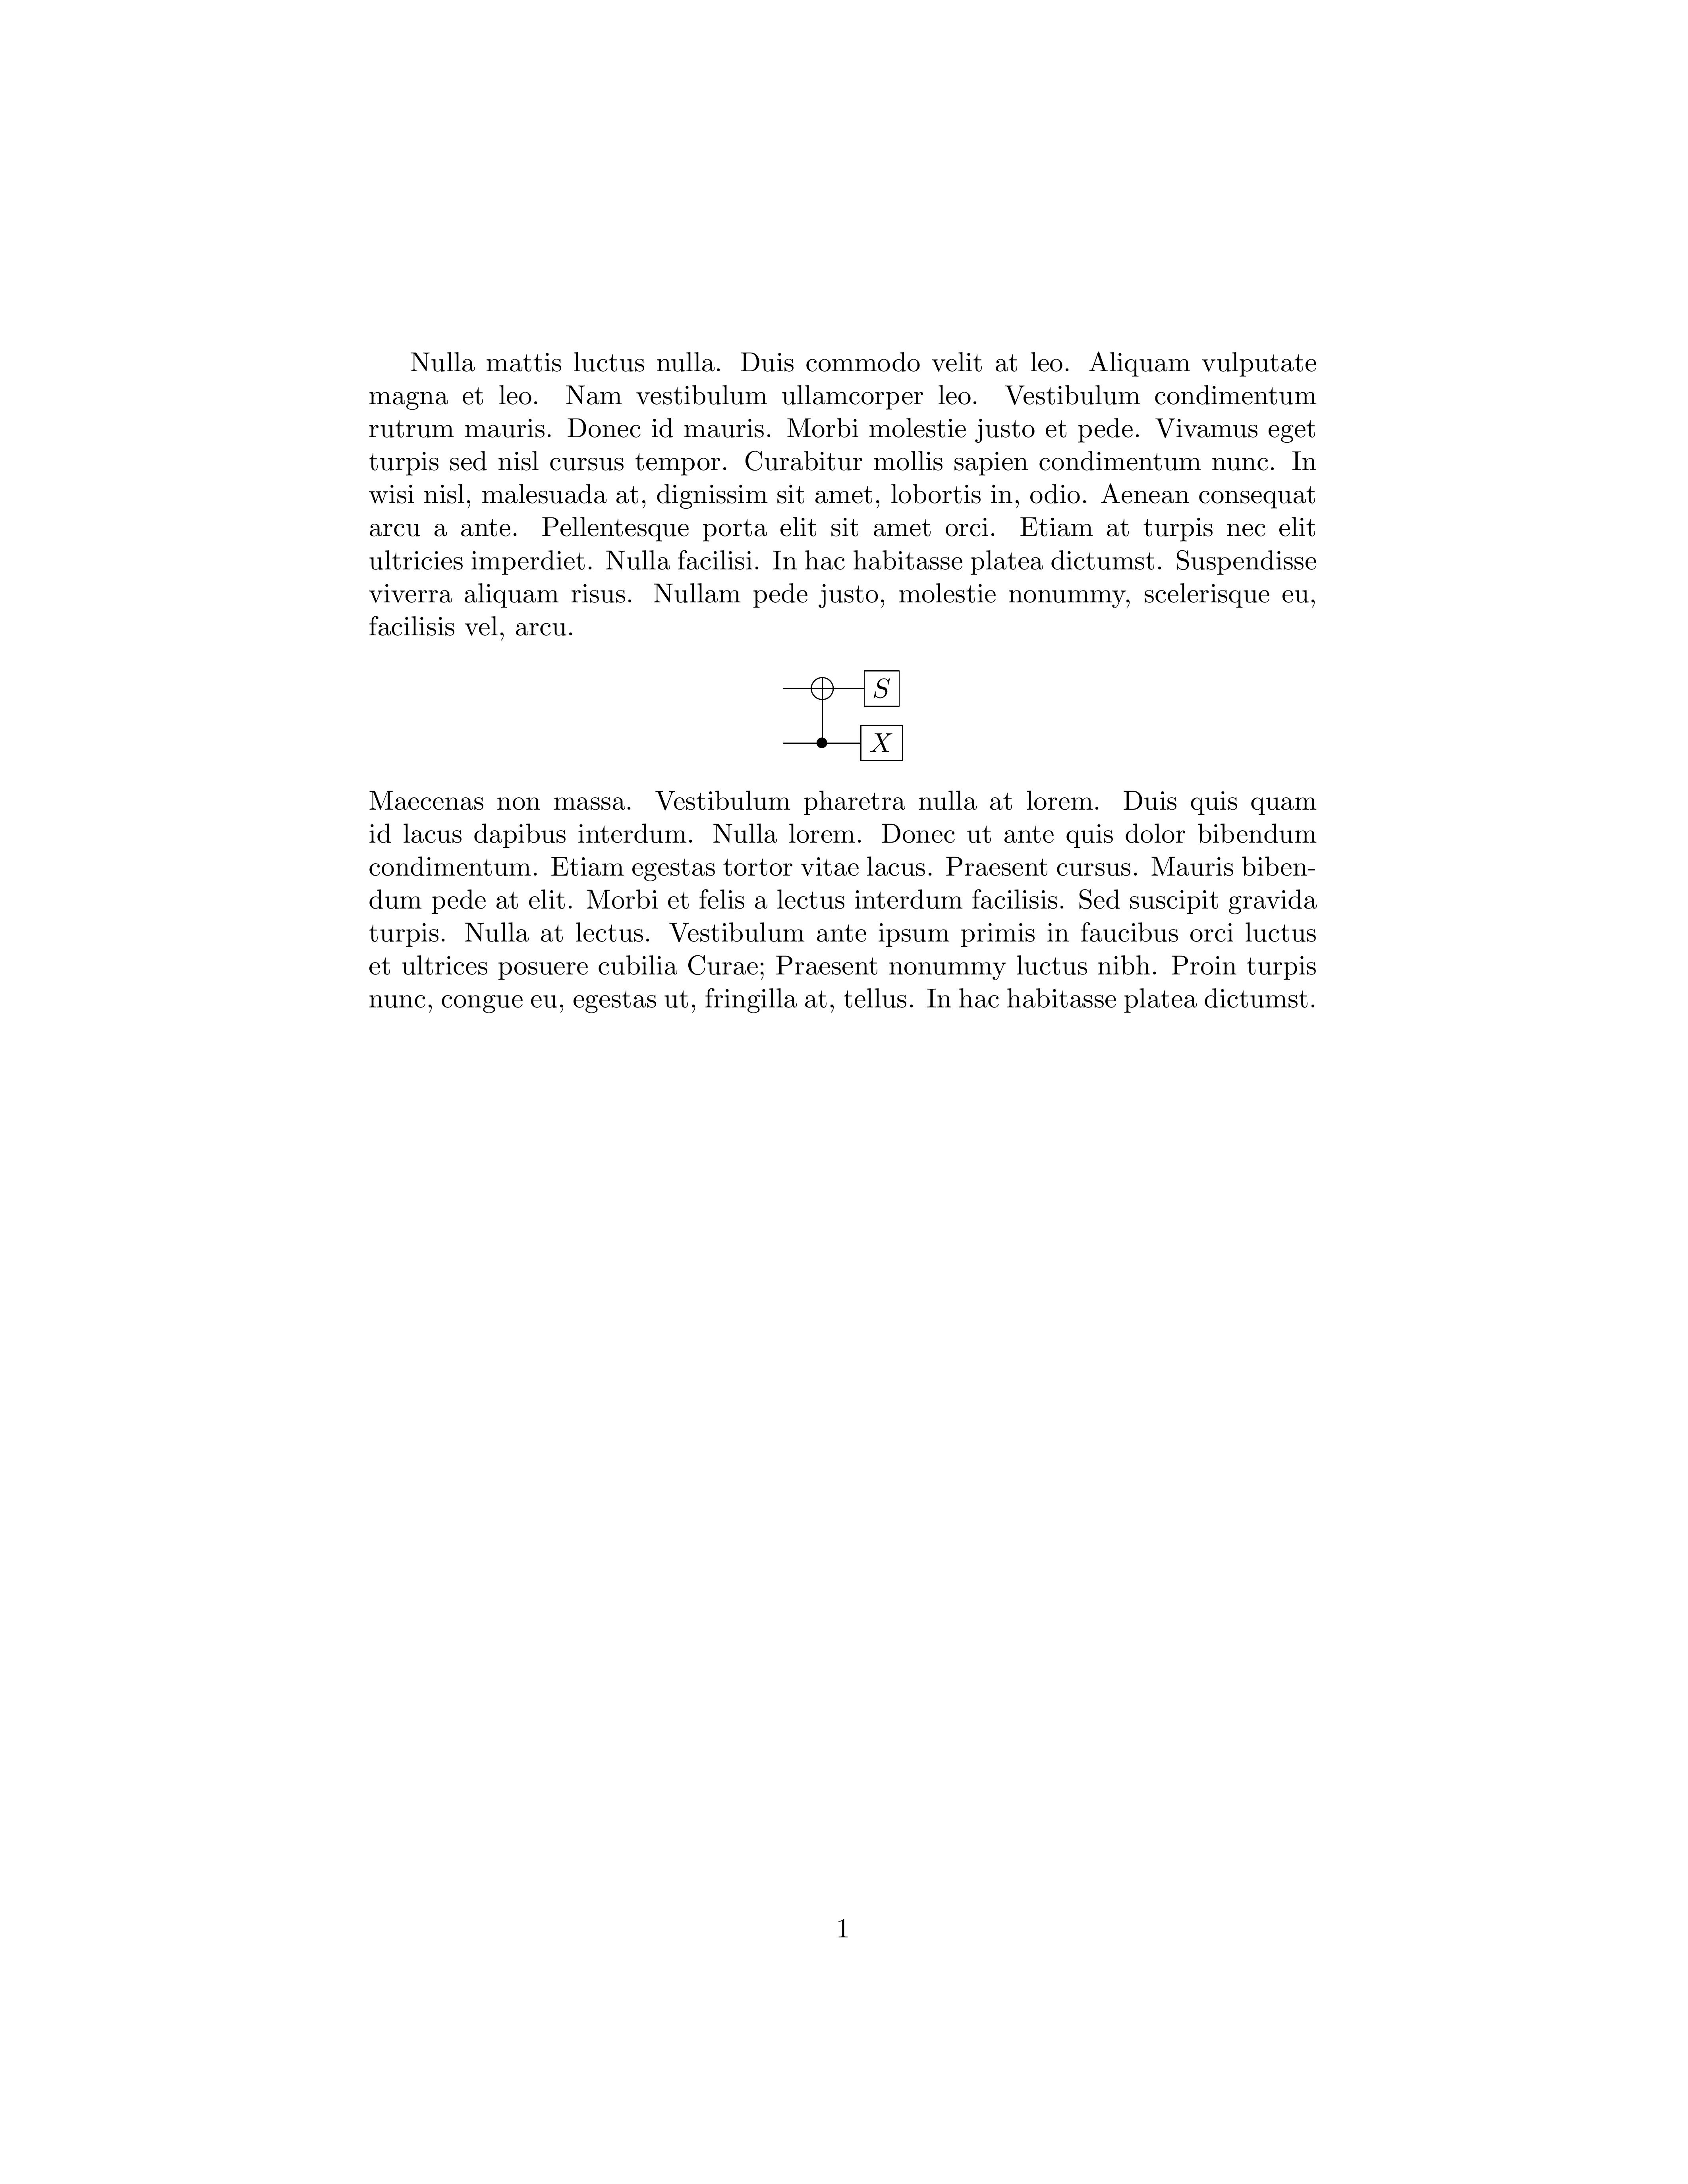 Nulla mattis luctus nulla. Duis commodo velit at leo. Aliquam vulputate
magna et leo. Nam vestibulum ullamcorper leo. Vestibulum condimentum
rutrum mauris. Donec id mauris. Morbi molestie justo et pede. Vivamus eget
turpis sed nisl cursus tempor. Curabitur mollis sapien condimentum nunc. In
wisi nisl, malesuada at, dignissim sit amet, lobortis in, odio. Aenean consequat
arcu a ante. Pellentesque porta elit sit amet orci. Etiam at turpis nec elit
ultricies imperdiet. Nulla facilisi. In hac habitasse platea dictumst. Suspendisse
viverra aliquam risus. Nullam pede justo, molestie nonummy, scelerisque eu,
facilisis vel, arcu.
S
X
Maecenas non massa. Vestibulum pharetra nulla at lorem. Duis quis quam
id lacus dapibus interdum. Nulla lorem. Donec ut ante quis dolor bibendum
condimentum. Etiam egestas tortor vitae lacus. Praesent cursus. Mauris biben-
dum pede at elit. Morbi et felis a lectus interdum facilisis. Sed suscipit gravida
turpis. Nulla at lectus. Vestibulum ante ipsum primis in faucibus orci luctus
et ultrices posuere cubilia Curae; Praesent nonummy luctus nibh. Proin turpis
nunc, congue eu, egestas ut, fringilla at, tellus. In hac habitasse platea dictumst.
1